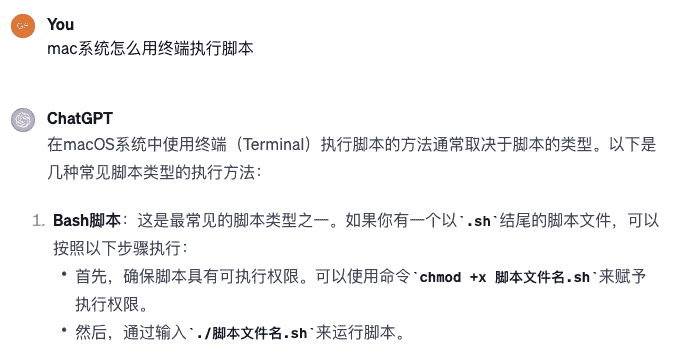 GF
You
mac系统怎么用终端执行脚本
ChatGPT
在macOS系统中使用终端（Terminal）执行脚本的方法通常取决于脚本的类型。以下是
几种常见脚本类型的执行方法：
1. Bash脚本：这是最常见的脚本类型之一。如果你有一个以`.sh`结尾的脚本文件，可以
按照以下步骤执行：
• 首先，确保脚本具有可执行权限。可以使用命令`chmod +x 脚本文件名.sh`来赋予
执行权限。
• 然后，通过输入`./脚本文件名.sh`来运行脚本。